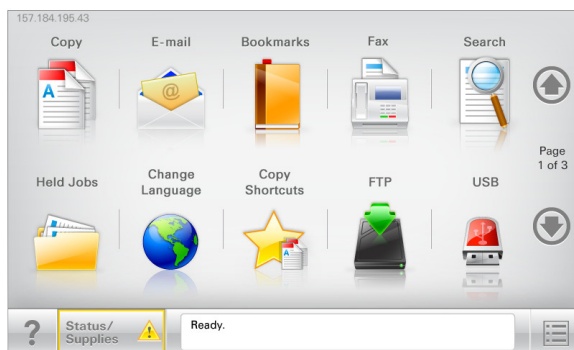 157.184.195.43
Copy
E-mail
Bookmarks
Fax
Search
A
@
Page
1 of 3
Held Jobs
Change
Language
Copy
Shortcuts
FTP
USB
A
?
Status/
Supplies
Ready.